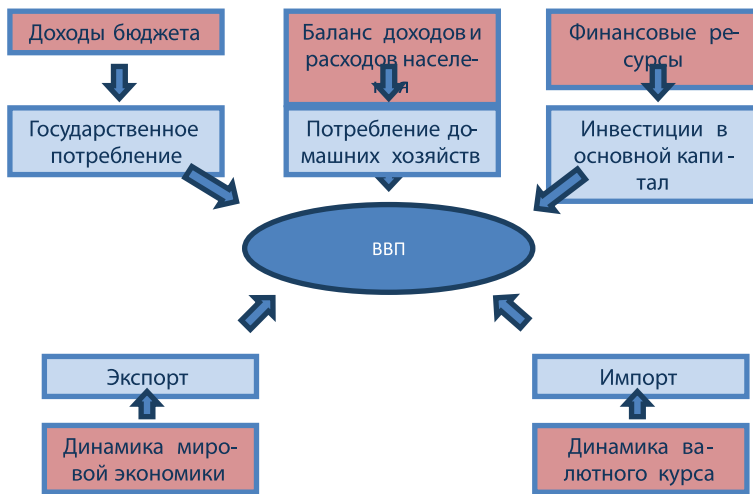 Доходы бюджета
Баланс доходов и
расходов населе-
ния
Финансовые ре-
сурсы
Государственное
потребление
Потребление до-
машних хозяйств
Инвестиции в
основной капи-
тал
ВВП
Экспорт
Импорт
Динамика миро-
вой экономики
Динамика ва-
лютного курса